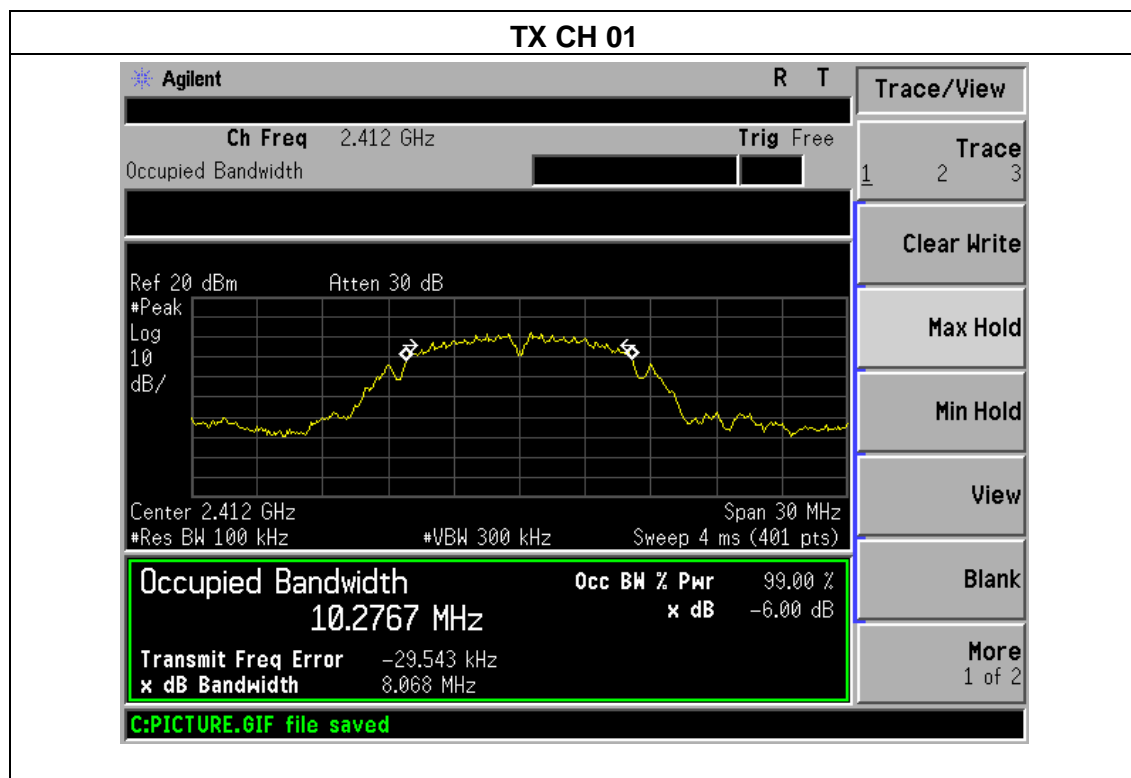 TX CH 01
Agilent R T
Trace/View
Ch Freq 2.412 GHz Trig Free
Occupied Bandwidth
Trace
1 2 3
Clear Write
Ref 20 dBm Atten 30 dB
#Peak
Log
10
dB/
Max Hold
Min Hold
View
Center 2.412 GHz Span 30 MHz
#Res BW 100 kHz #VBW 300 kHz Sweep 4 ms (401 pts)
Occupied Bandwidth Occ BW % Pwr 99.00 %
10.2767 MHz x dB -6.00 dB
Blank
Transmit Freq Error -29.543 kHz
x dB Bandwidth 8.068 MHz
More
1 of 2
C:PICTURE.GIF file saved